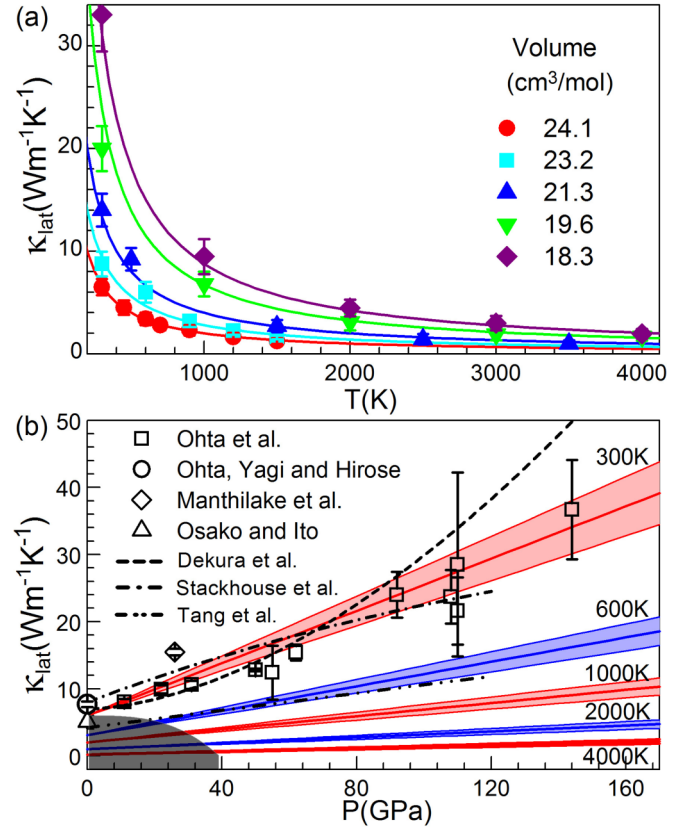 (a)
κlat(Wm-1K-1)
30
20
10
0
Volume
(cm3/mol)
24.1
23.2
21.3
19.6
18.3
1000 2000 3000 4000
T(K)
(b)
κlat(Wm-1K-1)
50
40
30
20
10
0
Ohta et al.
Ohta, Yagi and Hirose
Manthilake et al.
Osako and Ito
Dekura et al.
Stackhouse et al.
Tang et al.
300K
600K
1000K
2000K
4000K
0 40 80 120 160
P(GPa)